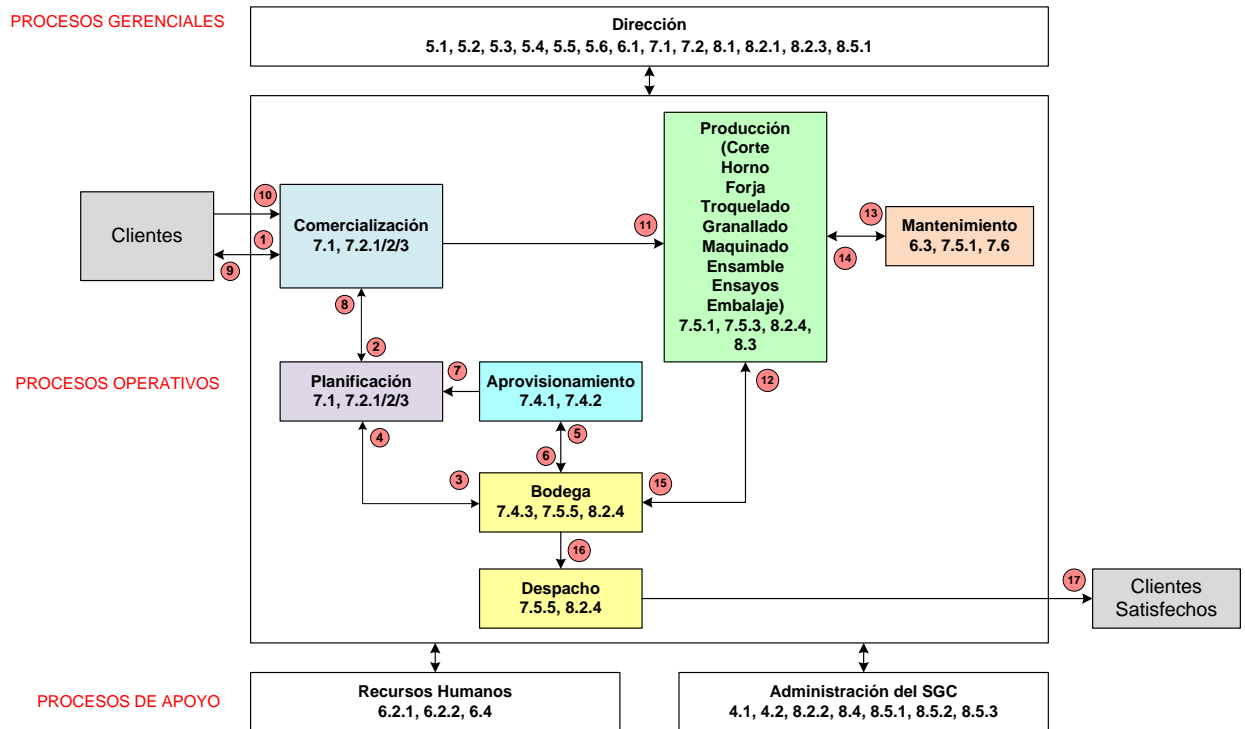 PROCESOS GERENCIALES
Dirección
5.1, 5.2, 5.3, 5.4, 5.5, 5.6, 6.1, 7.1, 7.2, 8.1, 8.2.1, 8.2.3, 8.5.1
Clientes
10
1
9
Comercialización
7.1, 7.2.1/2/3
11
Producción
(Corte
Horno
Forja
Troquelado
Granallado
Maquinado
Ensamble
Ensayos
Embalaje)
7.5.1, 7.5.3, 8.2.4,
8.3
13
14
Mantenimiento
6.3, 7.5.1, 7.6
8
2
PROCESOS OPERATIVOS
Planificación
7.1, 7.2.1/2/3
7
Aprovisionamiento
7.4.1, 7.4.2
12
4
5
6
3
Bodega
7.4.3, 7.5.5, 8.2.4
15
16
Despacho
7.5.5, 8.2.4
17
Clientes
Satisfechos
PROCESOS DE APOYO
Recursos Humanos
6.2.1, 6.2.2, 6.4
Administración del SGC
4.1, 4.2, 8.2.2, 8.4, 8.5.1, 8.5.2, 8.5.3